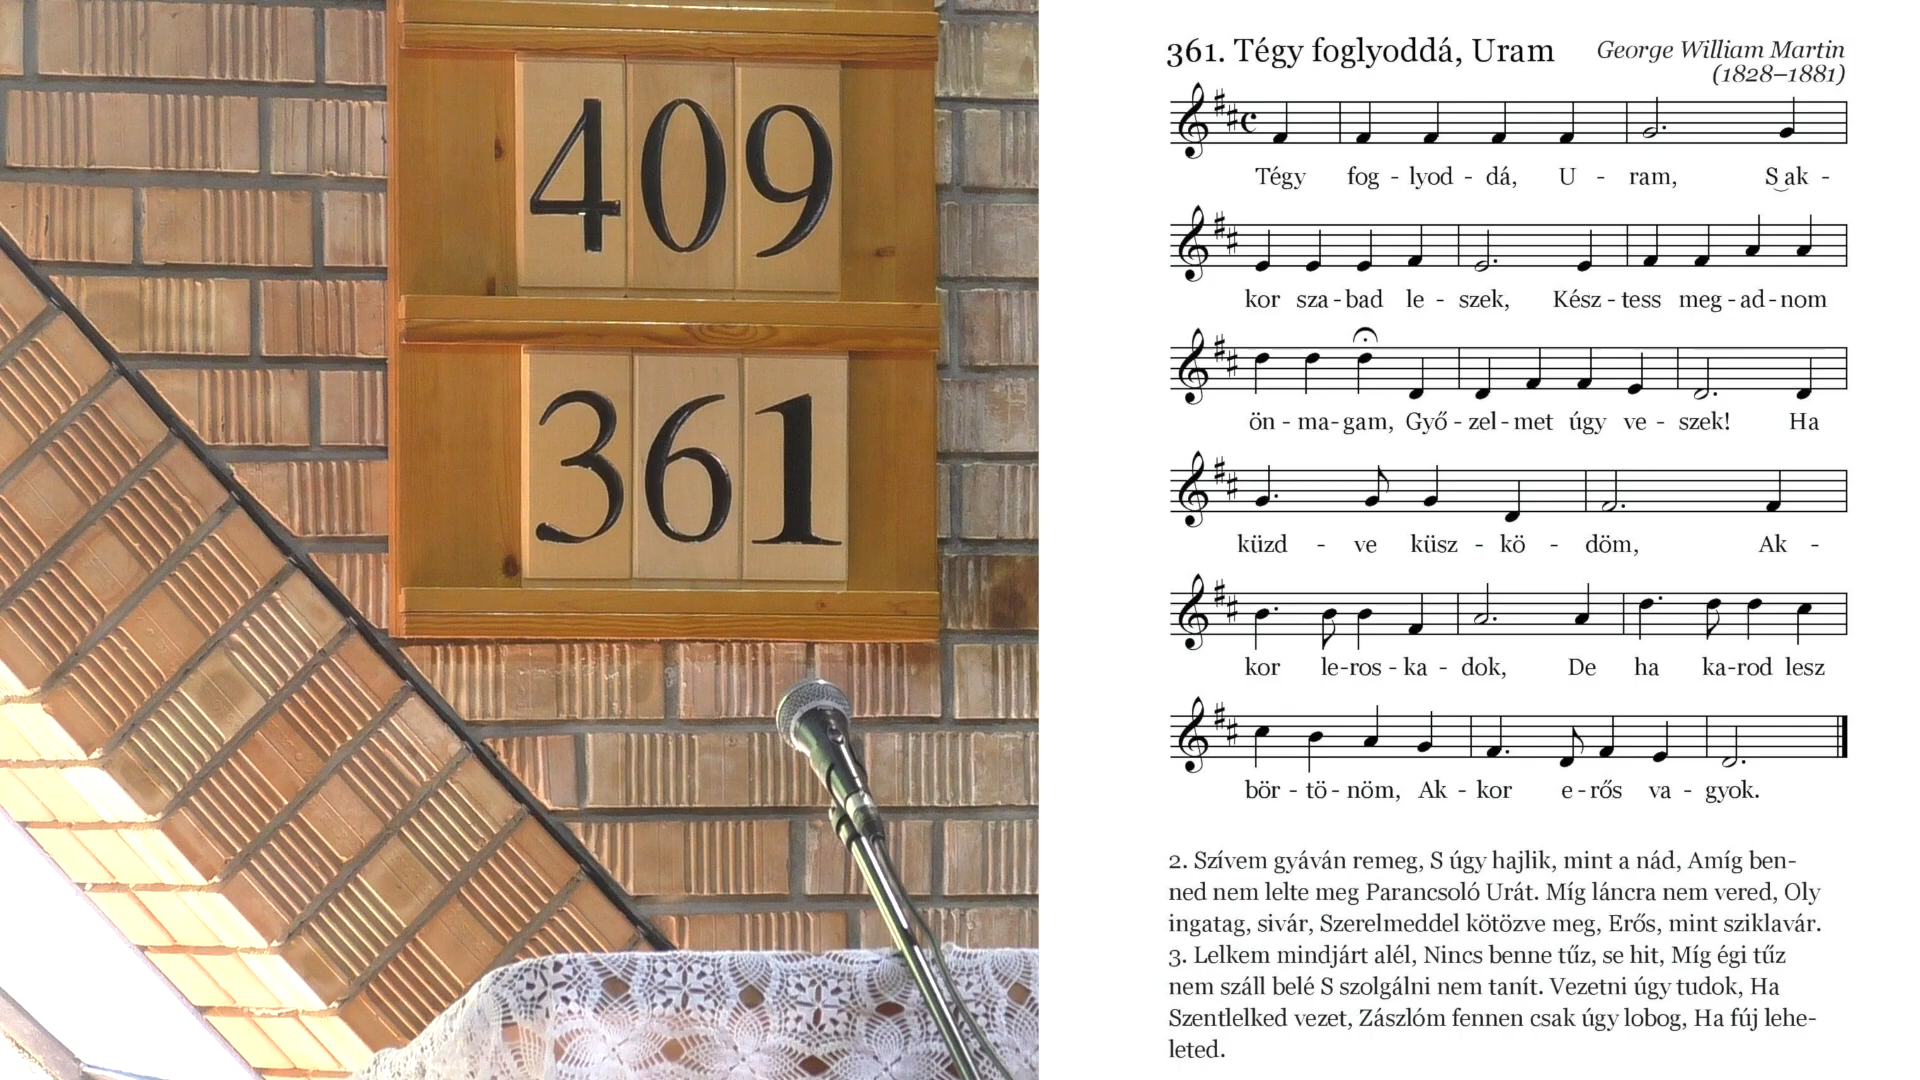 409
361
361. Tégy foglyoddá, Uram
George William Martin
(1828–1881)
Tégy fog - lyod - dá, U - ram, S ak -
kor sza - bad le - szek, Kész - tess meg - ad - nom
ön - ma - gam, Győ - zel - met úgy ve - szek! Ha
küzd - ve küsz - kö - döm, Ak -
kor le - ros - ka - dok, De ha ka - rod lesz
bör - tö - nöm, Ak - kor e - rős va - gyok.
2. Szívem gyáván remeg, S úgy hajlik, mint a nád, Amíg ben-
ned nem lelte meg Parancsoló Urát. Míg láncra nem vered, Oly
ingatag, sivár, Szerelmeddel kötözve meg, Erős, mint sziklavár.
3. Lelkem mindjárt alél, Nincs benne tűz, se hit, Míg égi tűz
nem száll belé S szolgálni nem tanít. Vezetni úgy tudok, Ha
Szentlelked vezet, Zászlóm fennen csak úgy lobog, Ha fúj lehe-
leted.